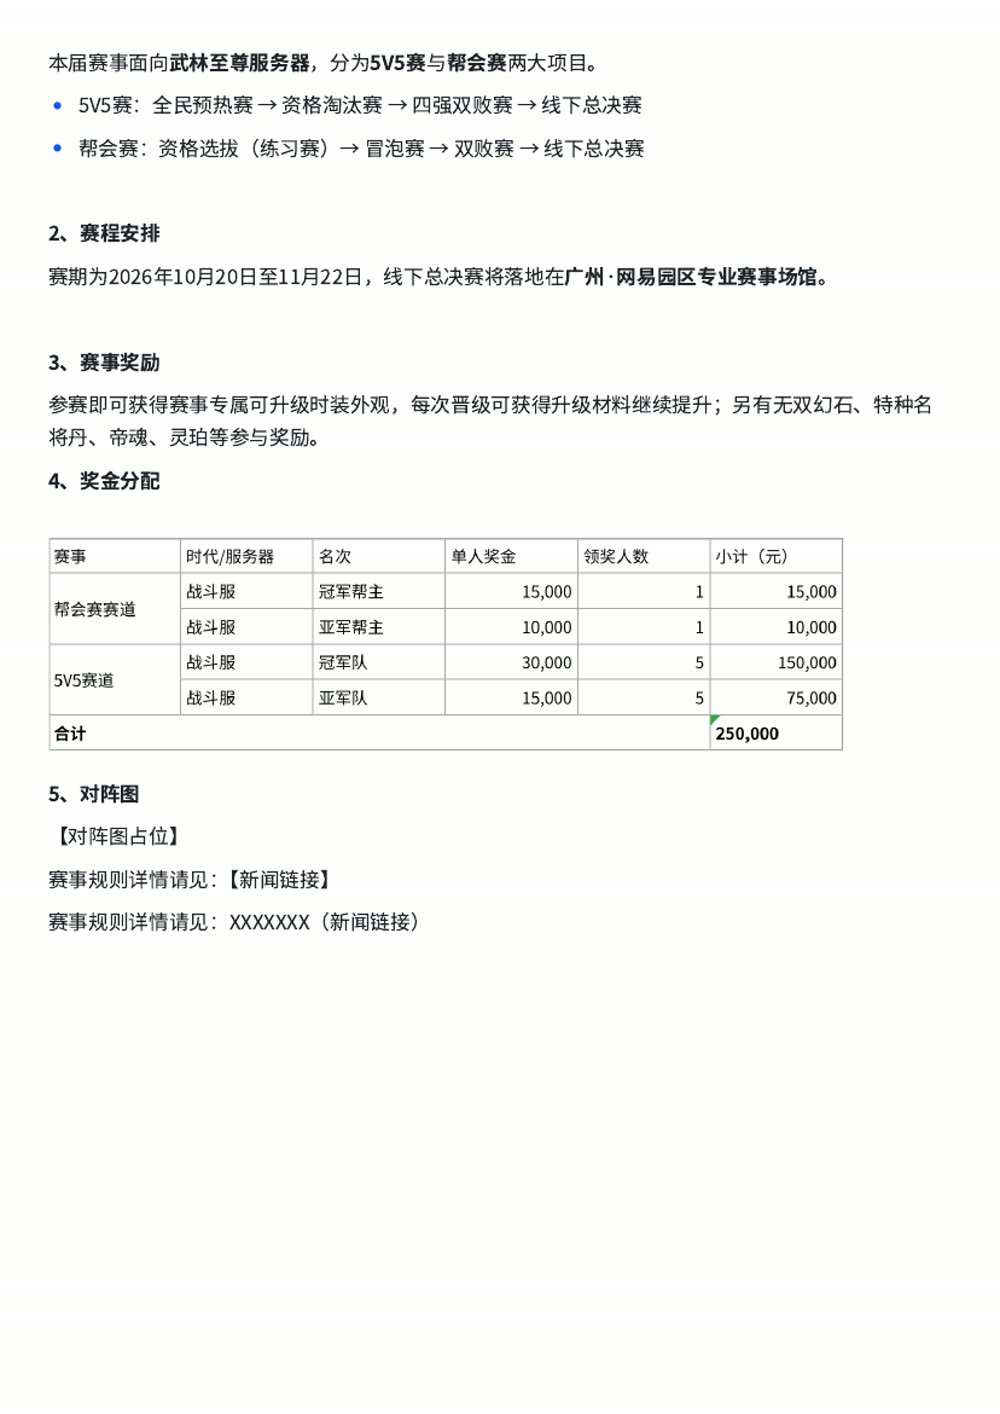 本届赛事面向武林至尊服务器，分为5V5赛与帮会赛两大项目。
• 5V5赛：全民预热赛 → 资格淘汰赛 → 四强双败赛 → 线下总决赛
• 帮会赛：资格选拔（练习赛）→ 冒泡赛 → 双败赛 → 线下总决赛
2、赛程安排
赛期为2026年10月20日至11月22日，线下总决赛将落地在广州·网易园区专业赛事场馆。
3、赛事奖励
参赛即可获得赛事专属可升级时装外观，每次晋级可获得升级材料继续提升；另有无双幻石、特种名
将丹、帝魂、灵珀等参与奖励。
4、奖金分配
赛事 时代/服务器 名次 单人奖金 领奖人数 小计（元）
帮会赛赛道 战斗服 冠军帮主 15,000 1 15,000
战斗服 亚军帮主 10,000 1 10,000
5V5赛道 战斗服 冠军队 30,000 5 150,000
战斗服 亚军队 15,000 5 75,000
合计 250,000
5、对阵图
【对阵图占位】
赛事规则详情请见：【新闻链接】
赛事规则详情请见：XXXXXXX（新闻链接）